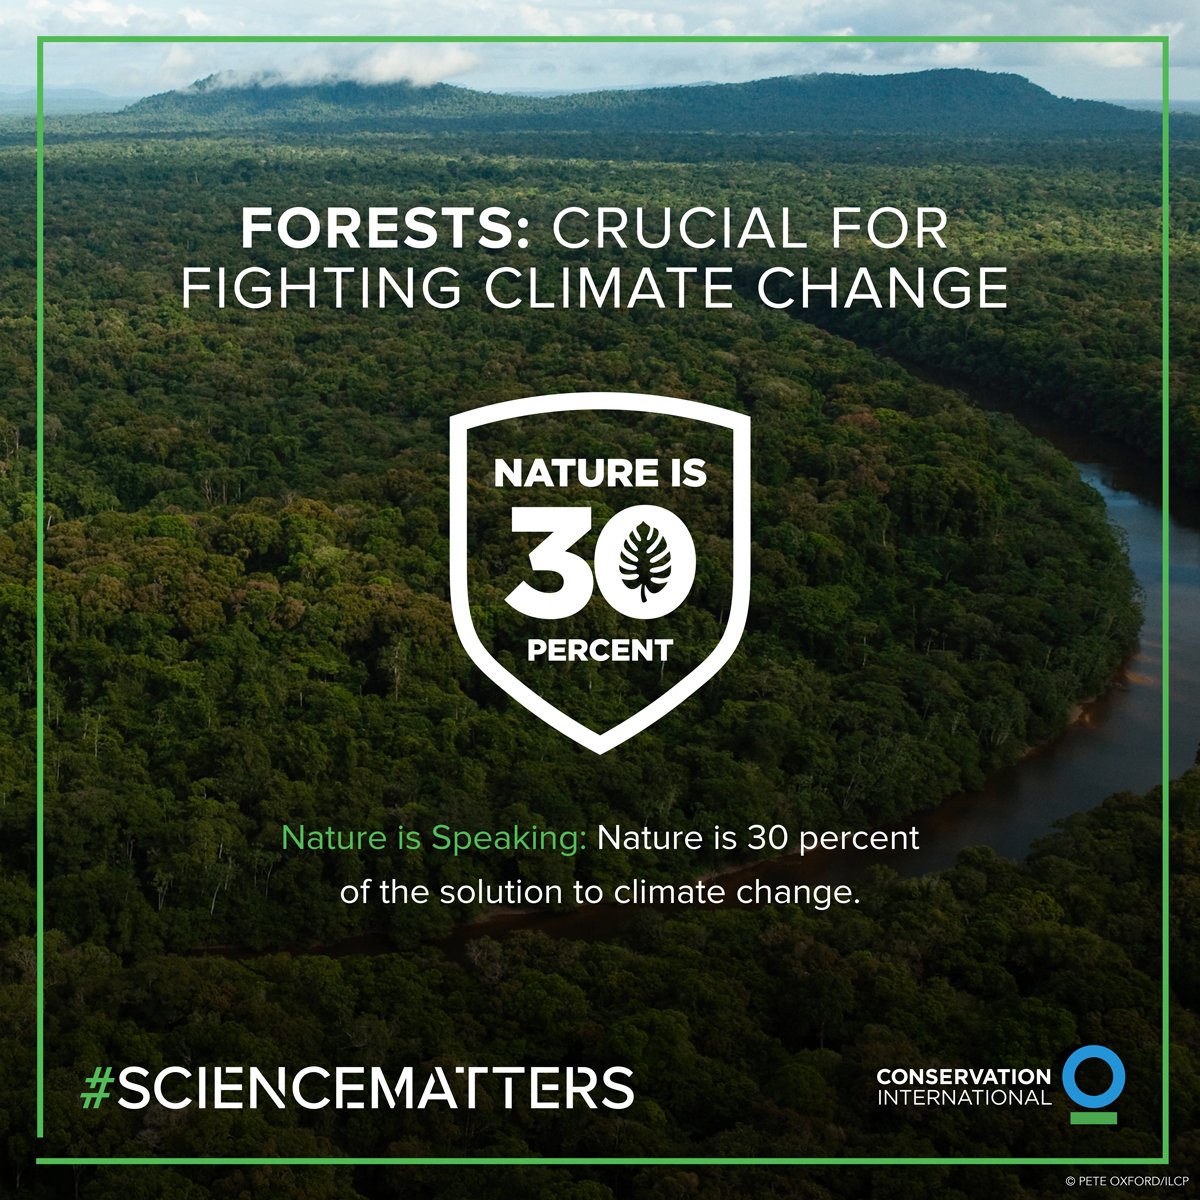 FORESTS: CRUCIAL FOR
FIGHTING CLIMATE CHANGE
NATURE IS
30
PERCENT
Nature is Speaking: Nature is 30 percent
of the solution to climate change.
#SCIENCEMATTERS
CONSERVATION
INTERNATIONAL
© PETE OXFORD/ILCP